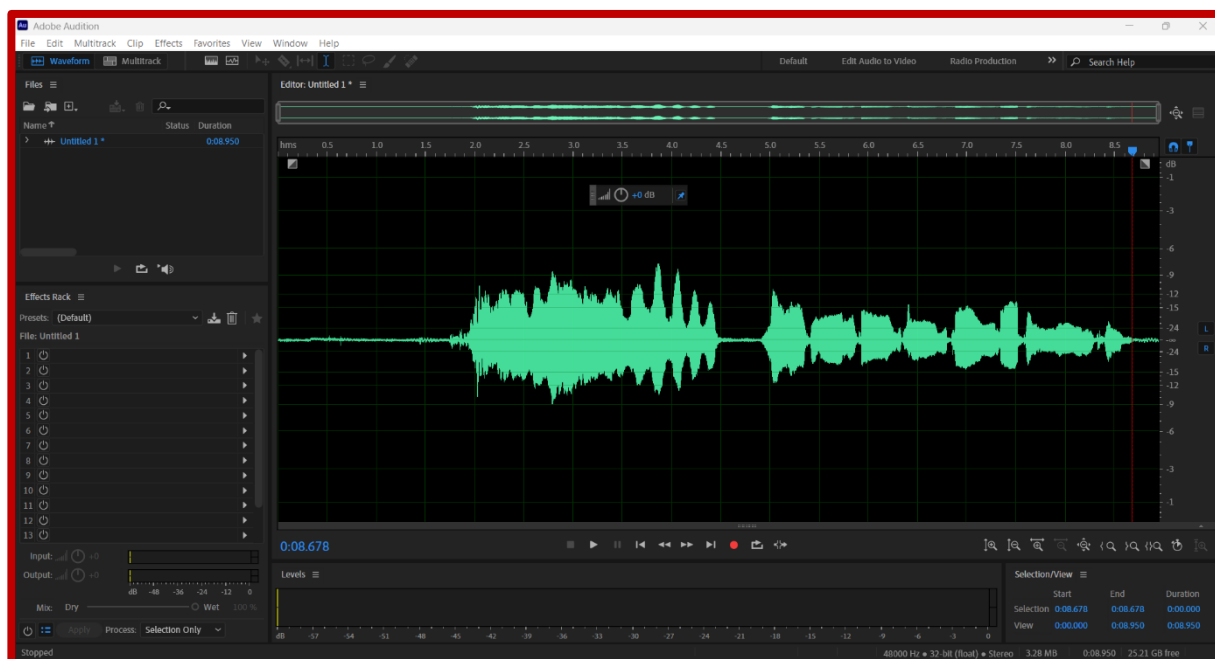 Au Adobe Audition
File Edit Multitrack Clip Effects Favorites View Window Help
Waveform Multitrack Default Edit Audio to Video Radio Production >> Search Help
Files
Name Status Duration
Untitled 1 * 0:08.950
Effects Rack
Presets: (Default)
File: Untitled 1
1
2
3
4
5
6
7
8
9
10
11
12
13
Input: +0
Output: +0
dB -48 -36 -24 -12 0
Mix: Dry Wet 100 %
Apply Process: Selection Only
Editor: Untitled 1 *
hms 0.5 1.0 1.5 2.0 2.5 3.0 3.5 4.0 4.5 5.0 5.5 6.0 6.5 7.0 7.5 8.0 8.5
+0 dB
dB
-1
-3
-6
-9
-12
-15
-24
-∞
-24
-15
-12
-9
-6
-3
-1
L
R
0:08.678
Levels
dB -57 -54 -51 -48 -45 -42 -39 -36 -33 -30 -27 -24 -21 -18 -15 -12 -9 -6 -3 0
Selection/View
Start End Duration
Selection 0:08.678 0:08.678 0:00.000
View 0:00.000 0:08.950 0:08.950
Stopped 48000 Hz ● 32-bit (float) ● Stereo 3.28 MB 0:08.950 25.21 GB free